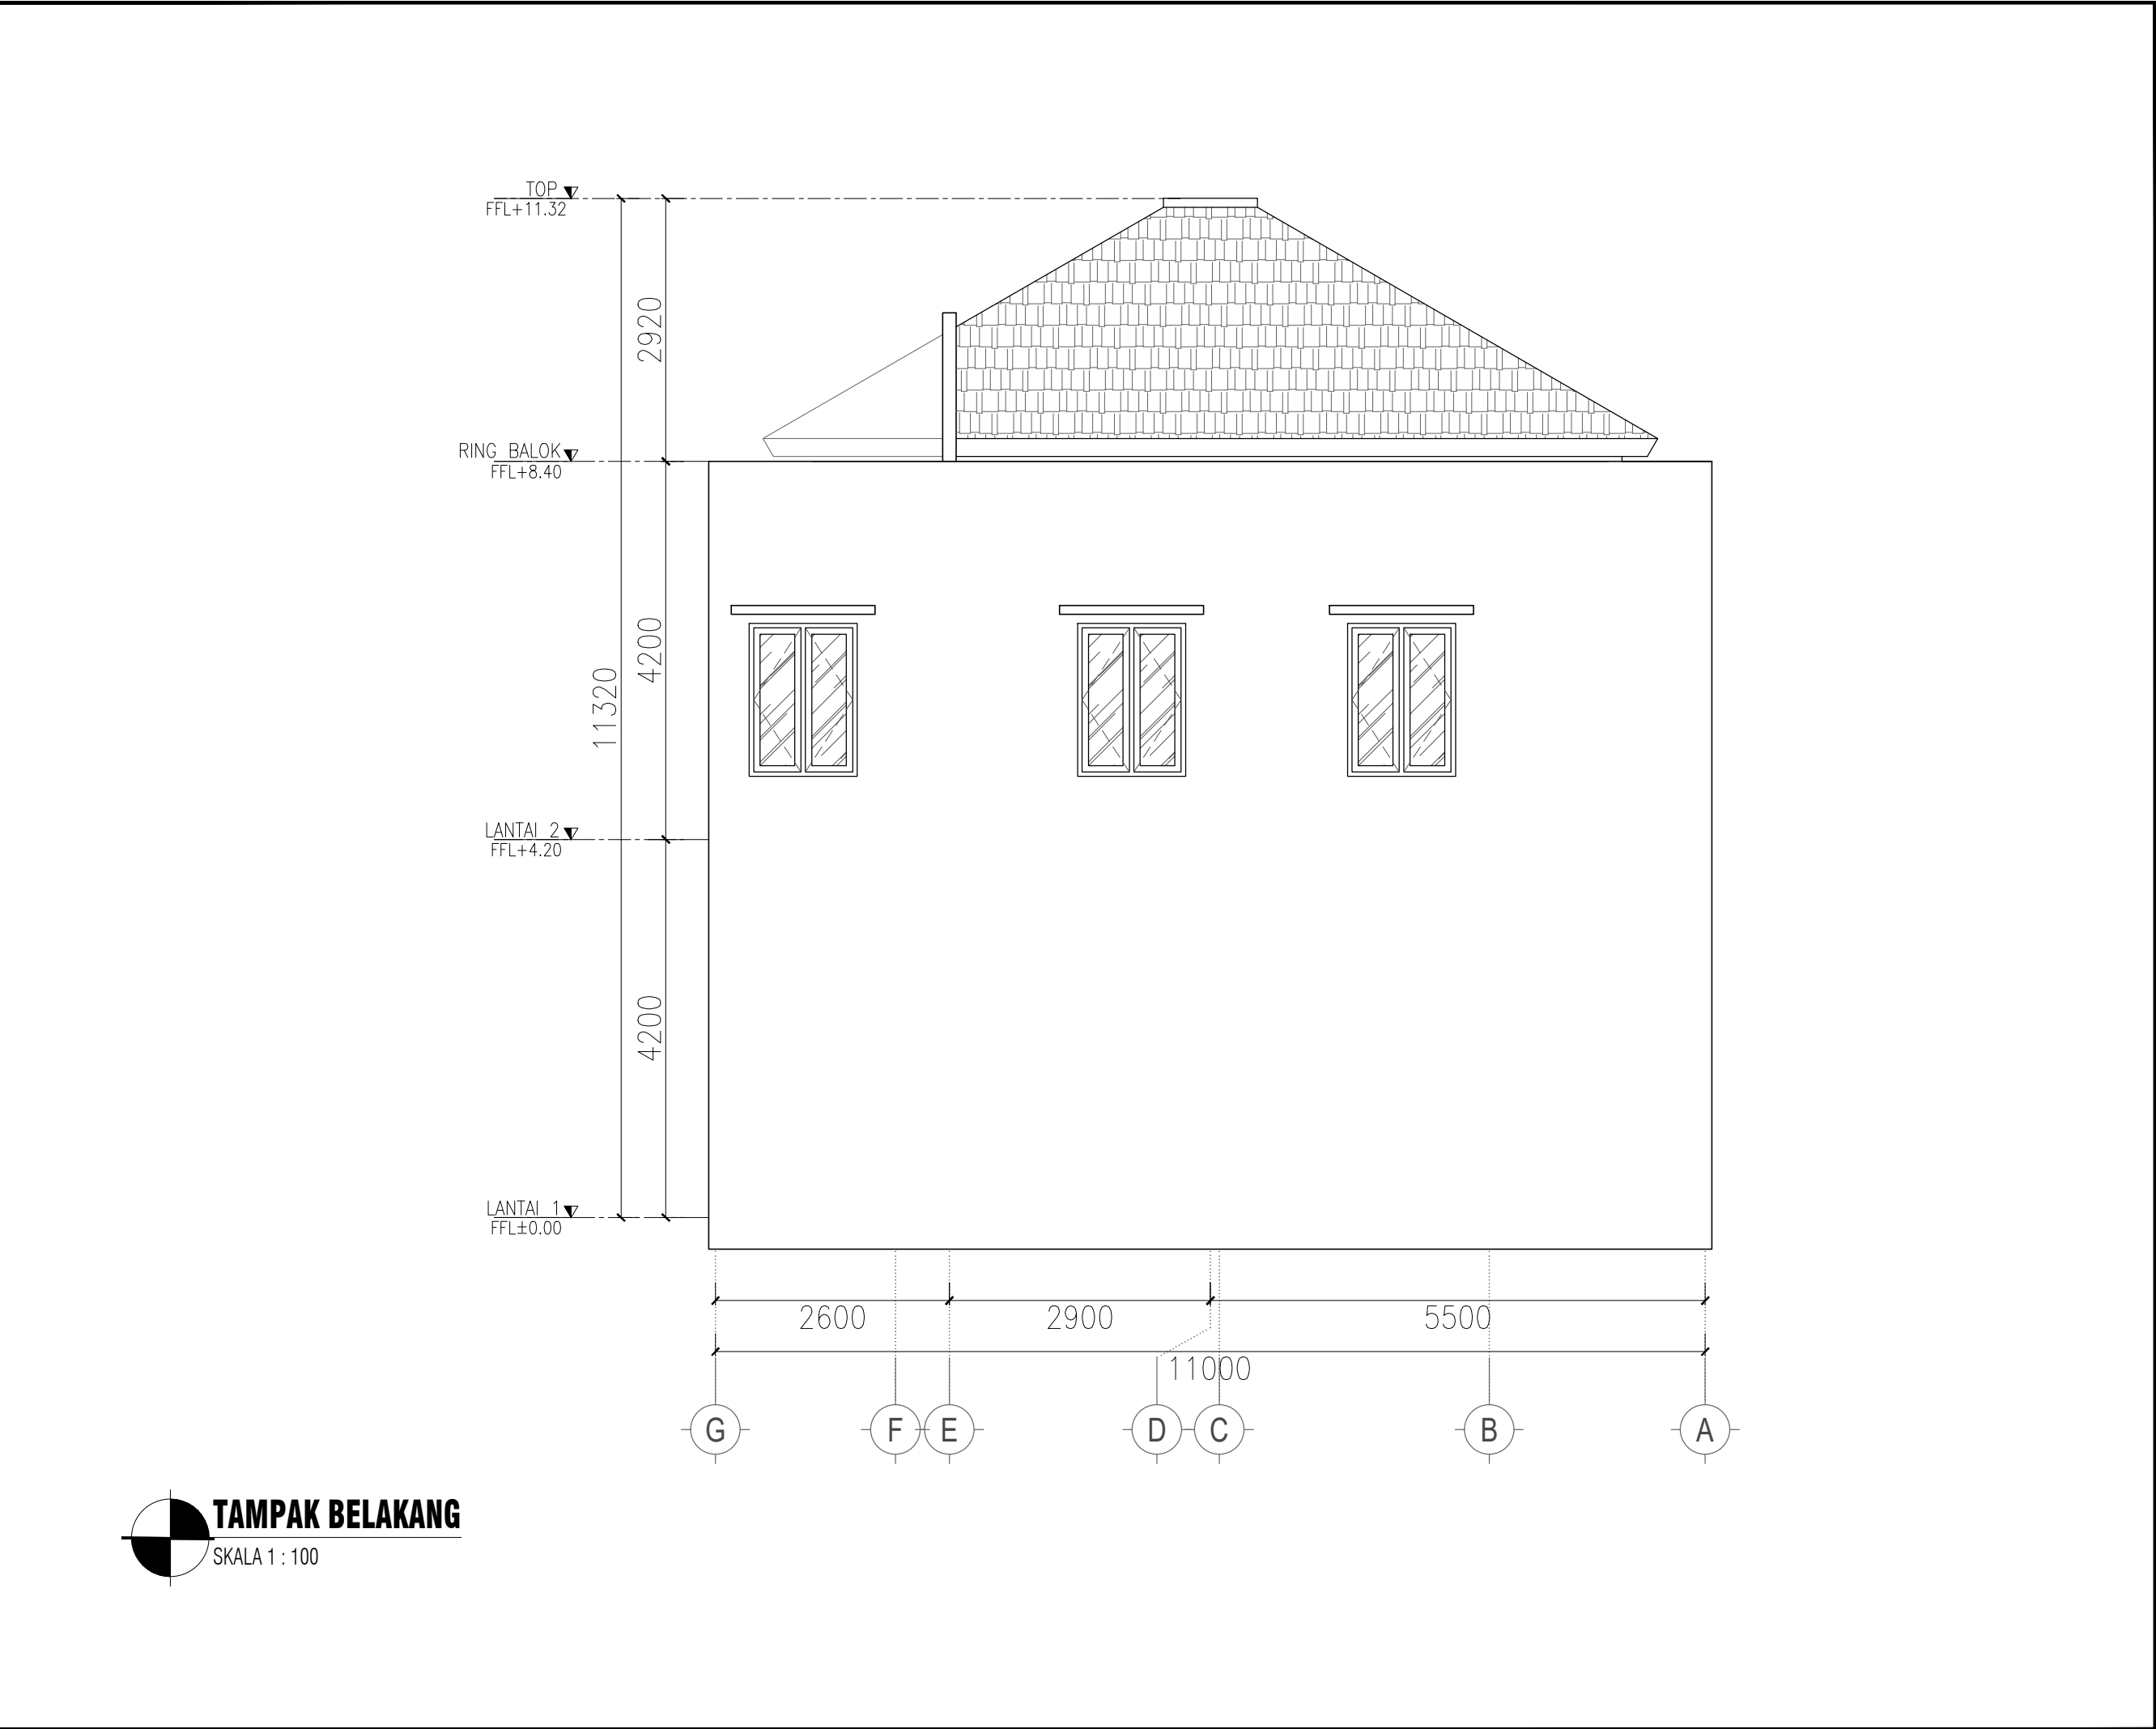 TOP
FFL+11.32
2920
RING BALOK
FFL+8.40
4200
11320
LANTAI 2
FFL+4.20
4200
LANTAI 1
FFL±0.00
2600 2900 5500
11000
G F E D C B A
TAMPAK BELAKANG
SKALA 1 : 100